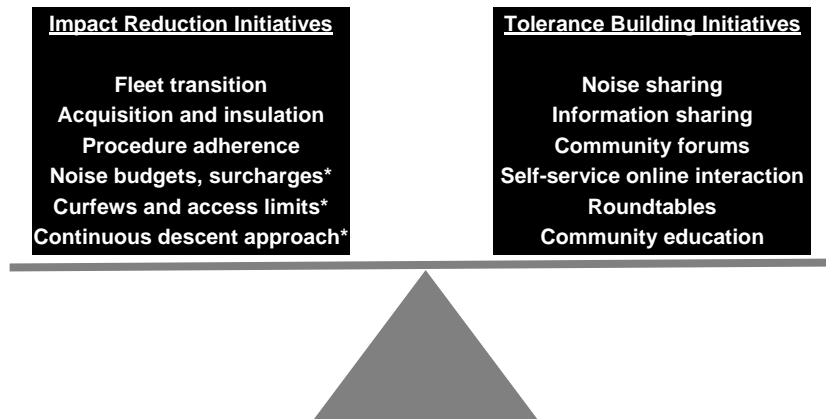 Impact Reduction Initiatives
Fleet transition
Acquisition and insulation
Procedure adherence
Noise budgets, surcharges*
Curfews and access limits*
Continuous descent approach*
Tolerance Building Initiatives
Noise sharing
Information sharing
Community forums
Self-service online interaction
Roundtables
Community education